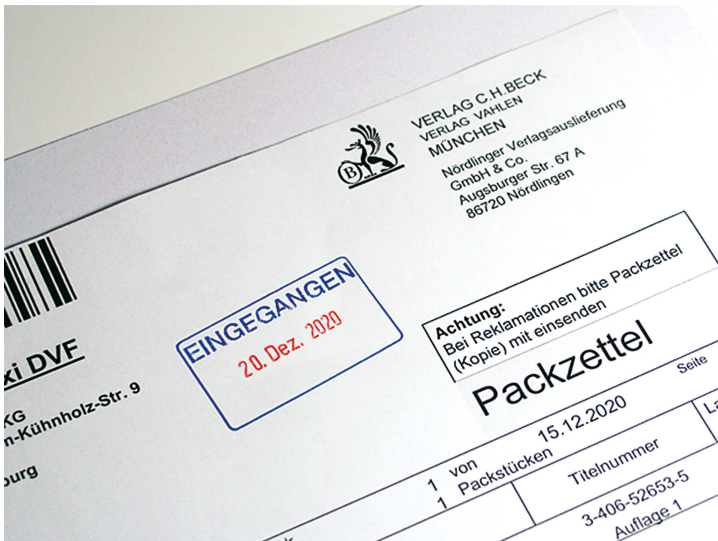 VERLAG C.H.BECK
VERLAG VAHLEN
MÜNCHEN
Nördlinger Verlagsauslieferung
GmbH & Co.
Augsburger Str. 67 A
86720 Nördlingen
B
EINGEGANGEN
20. Dez. 2020
Achtung:
Bei Reklamationen bitte Packzettel
(Kopie) mit einsenden
Packzettel
xi DVF
KG
n-Kühnholz-Str. 9
burg
15.12.2020
Seite
1 von
1 Packstücken
Titelnummer
3-406-52653-5
Auflage 1